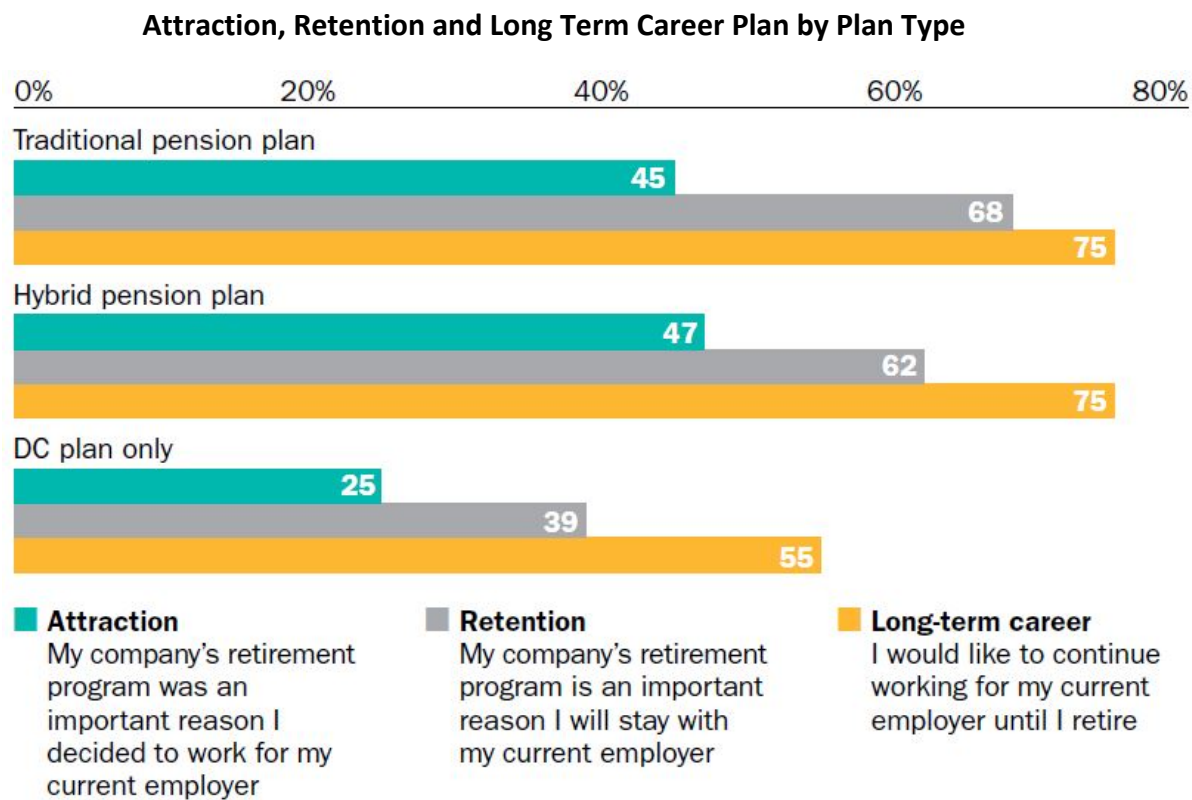 Attraction, Retention and Long Term Career Plan by Plan Type
0% 20% 40% 60% 80%
Traditional pension plan
45
68
75
Hybrid pension plan
47
62
75
DC plan only
25
39
55
Attraction
My company’s retirement
program was an
important reason I
decided to work for my
current employer
Retention
My company’s retirement
program is an important
reason I will stay with
my current employer
Long-term career
I would like to continue
working for my current
employer until I retire